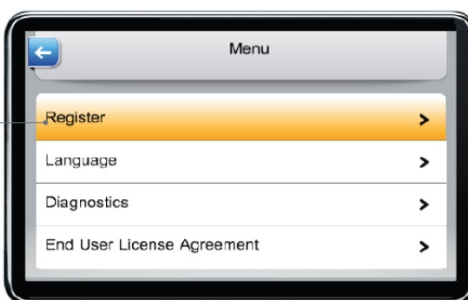 Menu
Register
Language
Diagnostics
End User License Agreement